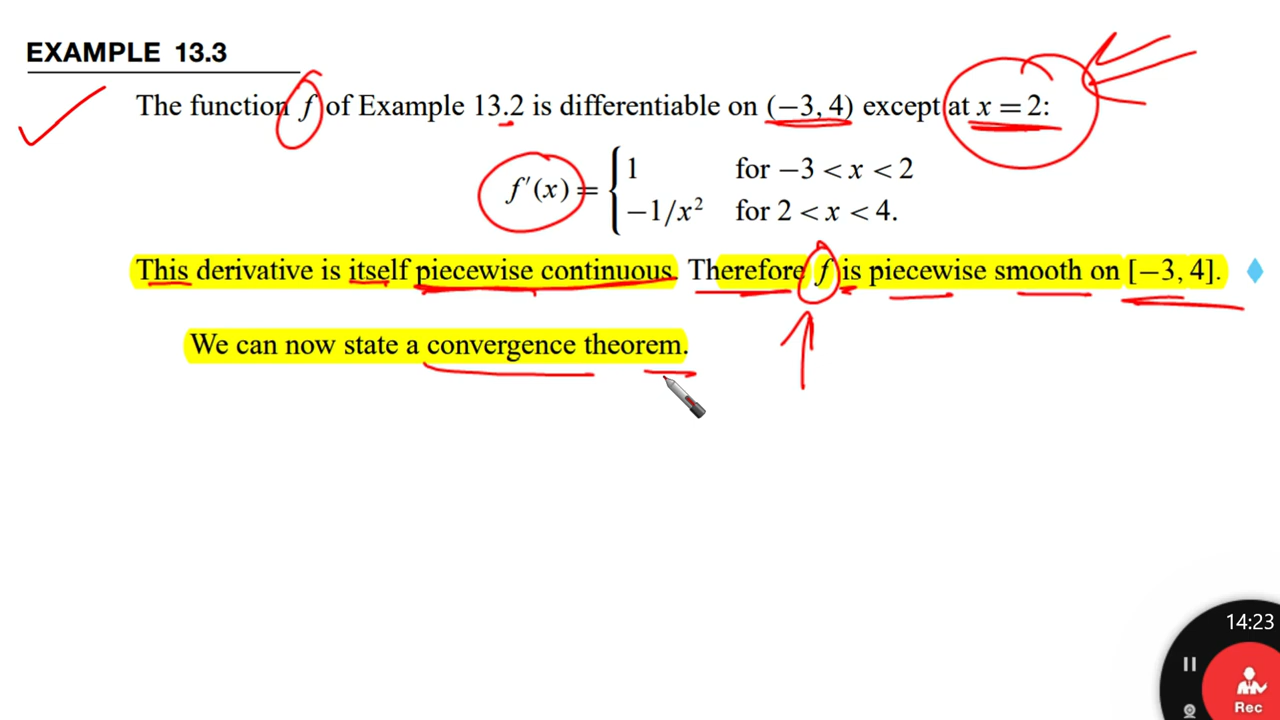 EXAMPLE 13.3
The function f of Example 13.2 is differentiable on (−3, 4) except at x = 2:
f′(x) = { 1 for −3 < x < 2
−1/x² for 2 < x < 4.
This derivative is itself piecewise continuous. Therefore f is piecewise smooth on [−3, 4].
We can now state a convergence theorem.
14:23
Rec